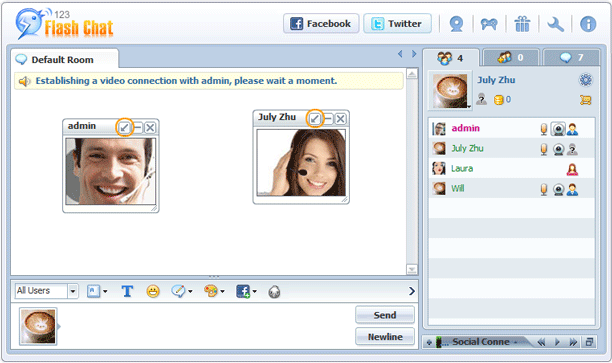 123
Flash Chat
Facebook
Twitter
Default Room
Establishing a video connection with admin, please wait a moment.
admin
July Zhu
All Users
Send
Newline
4
0
7
July Zhu
0
admin
July Zhu
Laura
Will
... Social Conne